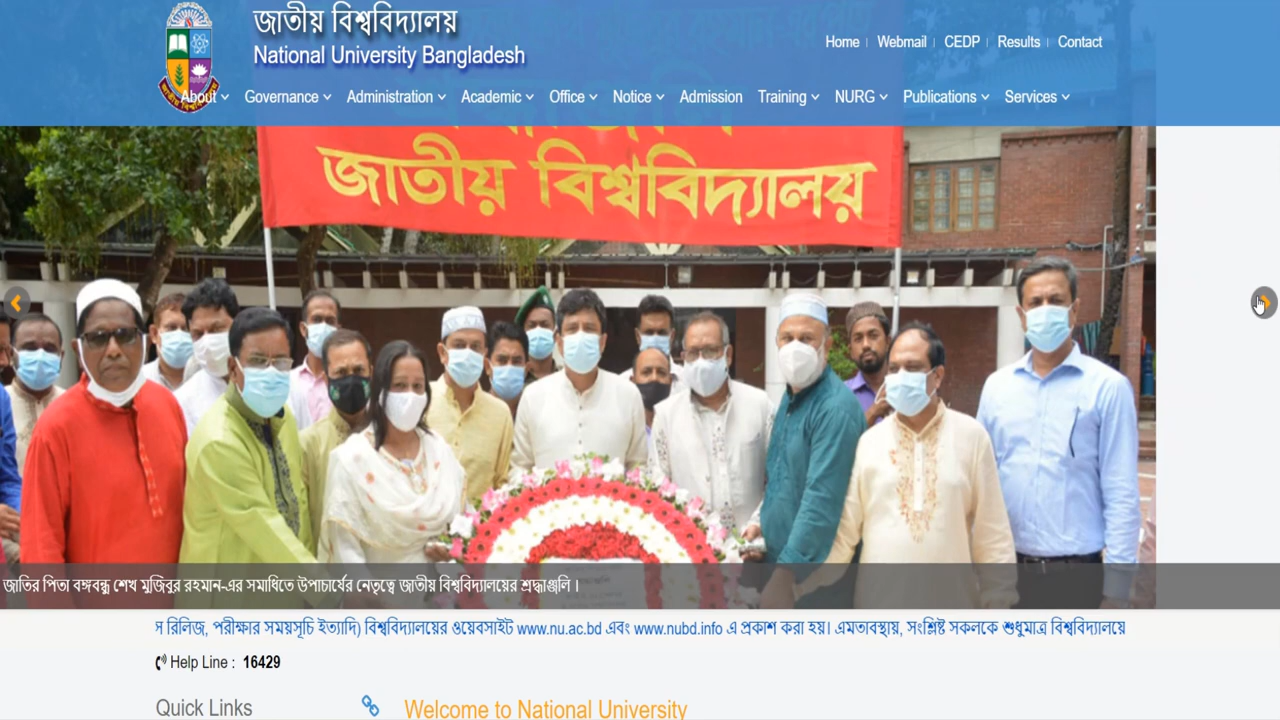 জাতীয় বিশ্ববিদ্যালয়
National University Bangladesh
Home
Webmail
CEDP
Results
Contact
About
Governance
Administration
Academic
Office
Notice
Admission
Training
NURG
Publications
Services
জাতীয় বিশ্ববিদ্যালয়
জাতির পিতা বঙ্গবন্ধু শেখ মুজিবুর রহমান-এর সমাধিতে উপাচার্যের নেতৃত্বে জাতীয় বিশ্ববিদ্যালয়ের শ্রদ্ধাঞ্জলি ।
স রিলিজ, পরীক্ষার সময়সূচি ইত্যাদি) বিশ্ববিদ্যালয়ের ওয়েবসাইট www.nu.ac.bd এবং www.nubd.info এ প্রকাশ করা হয়। এমতাবস্থায়, সংশ্লিষ্ট সকলকে শুধুমাত্র বিশ্ববিদ্যালয়ে
Help Line : 16429
Quick Links
Welcome to National University